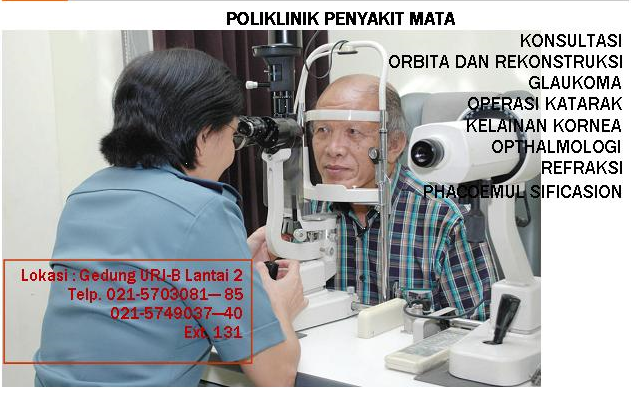 POLIKLINIK PENYAKIT MATA
KONSULTASI
ORBITA DAN REKONSTRUKSI
GLAUKOMA
OPERASI KATARAK
KELAINAN KORNEA
OPTHALMOLOGI
REFRAKSI
PHACOEMUL SIFICASION
Lokasi : Gedung URJ-B Lantai 2
Telp. 021-5703081— 85
021-5749037—40
Ext. 131